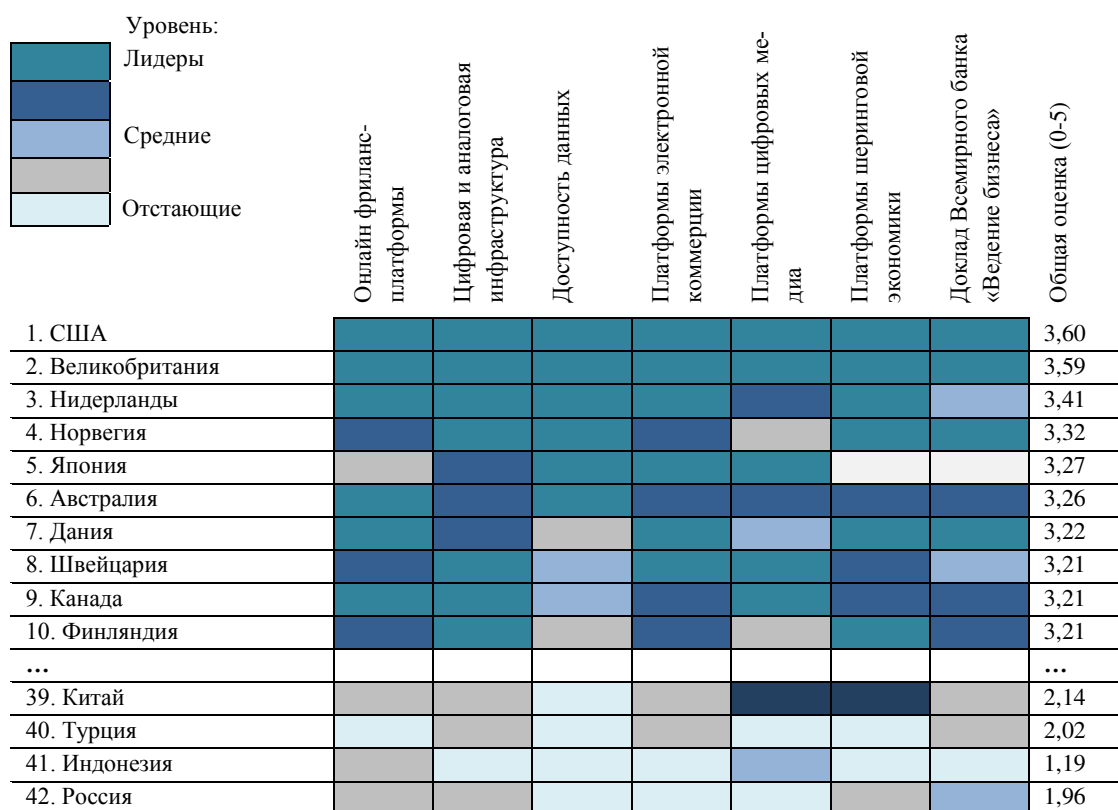 Уровень:
Лидеры
Средние
Отстающие
Онлайн фриланс-
платформы
Цифровая и аналоговая
инфраструктура
Доступность данных
Платформы электронной
коммерции
Платформы цифровых ме-
диа
Платформы шеринговой
экономики
Доклад Всемирного банка
«Ведение бизнеса»
Общая оценка (0-5)
1. США 3,60
2. Великобритания 3,59
3. Нидерланды 3,41
4. Норвегия 3,32
5. Япония 3,27
6. Австралия 3,26
7. Дания 3,22
8. Швейцария 3,21
9. Канада 3,21
10. Финляндия 3,21
... ...
39. Китай 2,14
40. Турция 2,02
41. Индонезия 1,19
42. Россия 1,96